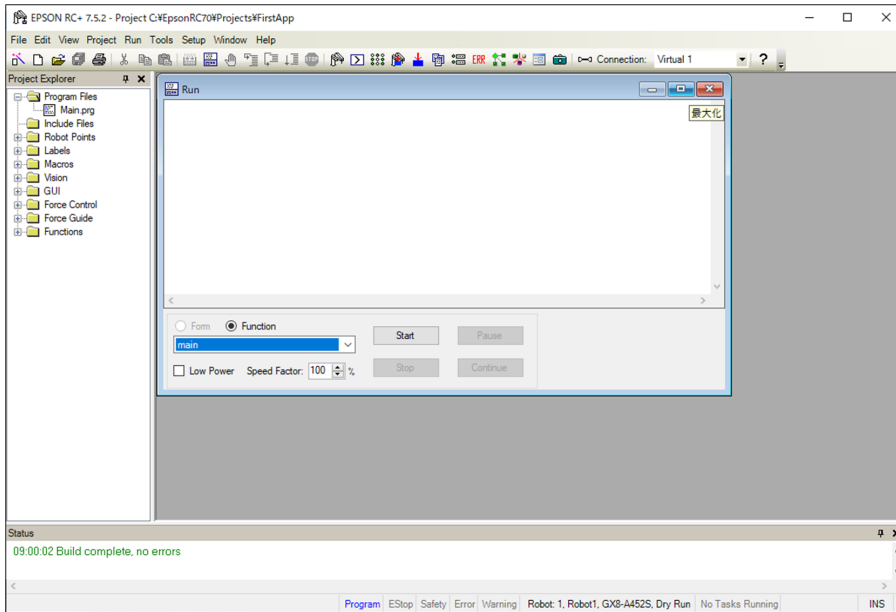 EPSON RC+ 7.5.2 - Project C:¥EpsonRC70¥Projects¥FirstApp
File Edit View Project Run Tools Setup Window Help
ERR Connection: Virtual 1 ?
Project Explorer
Program Files
Main.prg
Include Files
Robot Points
Labels
Macros
Vision
GUI
Force Control
Force Guide
Functions
Run
最大化
Form Function
Start Pause
main
Low Power Speed Factor: 100 %
Stop Continue
Status
09:00:02 Build complete, no errors
Program EStop Safety Error Warning Robot: 1, Robot1, GX8-A452S, Dry Run No Tasks Running INS